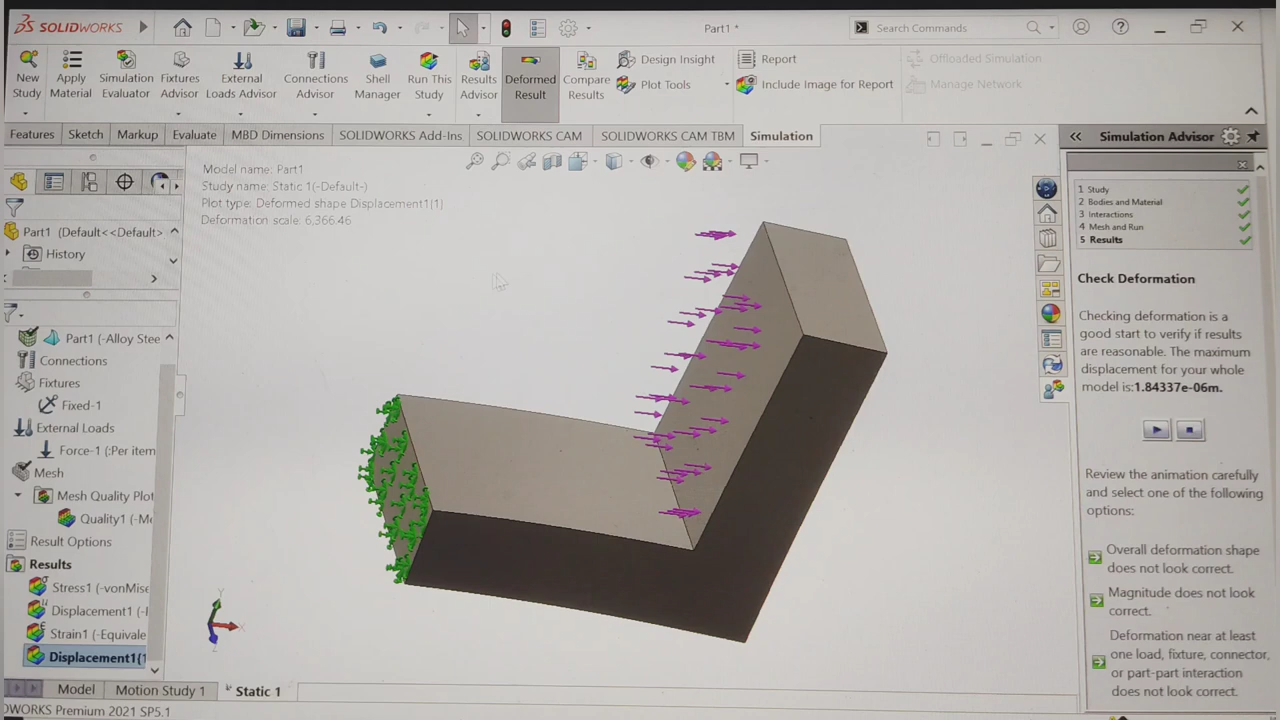 SOLIDWORKS
Part1 *
Search Commands
New Study
Apply Material
Simulation Evaluator
Fixtures Advisor
External Loads Advisor
Connections Advisor
Shell Manager
Run This Study
Results Advisor
Deformed Result
Compare Results
Design Insight
Plot Tools
Report
Include Image for Report
Offloaded Simulation
Manage Network
Features
Sketch
Markup
Evaluate
MBD Dimensions
SOLIDWORKS Add-Ins
SOLIDWORKS CAM
SOLIDWORKS CAM TBM
Simulation
Part1 (Default<<Default>
History
Part1 (-Alloy Stee
Connections
Fixtures
Fixed-1
External Loads
Force-1 (:Per item
Mesh
Mesh Quality Plot
Quality1 (-Me
Result Options
Results
Stress1 (-vonMise
Displacement1 (-
Strain1 (-Equivale
Displacement1(1
Model name: Part1
Study name: Static 1(-Default-)
Plot type: Deformed shape Displacement1(1)
Deformation scale: 6,366.46
Y
X
Z
Simulation Advisor
1 Study
2 Bodies and Material
3 Interactions
4 Mesh and Run
5 Results
Check Deformation
Checking deformation is a
good start to verify if results
are reasonable. The maximum
displacement for your whole
model is:1.84337e-06m.
Review the animation carefully
and select one of the following
options:
Overall deformation shape
does not look correct.
Magnitude does not look
correct.
Deformation near at least
one load, fixture, connector,
or part-part interaction
does not look correct.
Model
Motion Study 1
Static 1
DWORKS Premium 2021 SP5.1